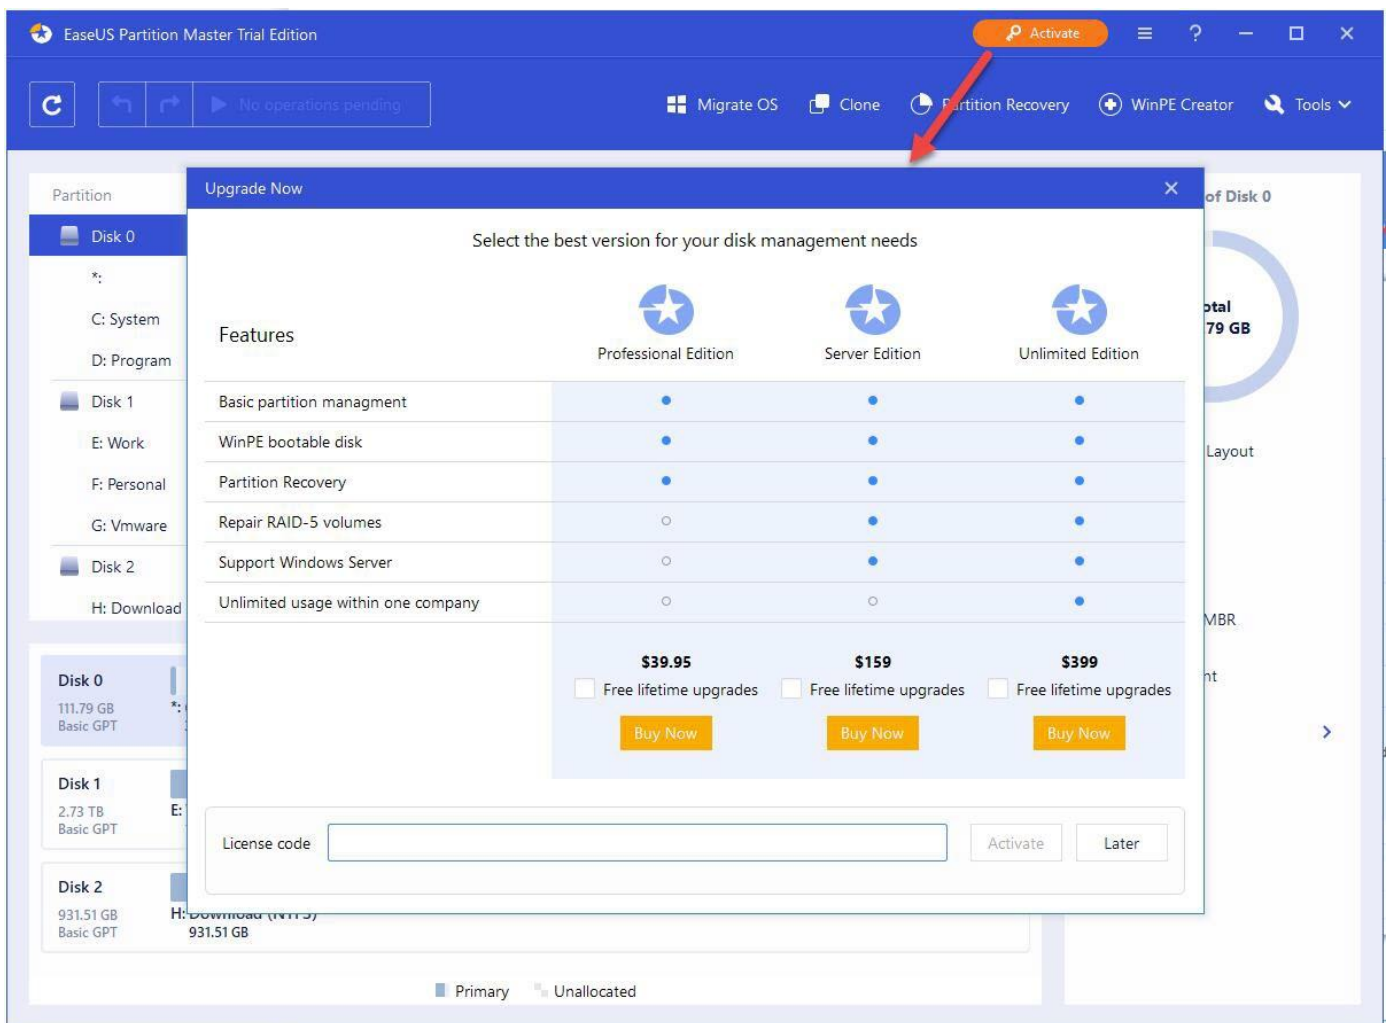 EaseUS Partition Master Trial Edition
Activate
No operations pending
Migrate OS
Clone
Partition Recovery
WinPE Creator
Tools
Partition
Disk 0
*:
C: System
D: Program
Disk 1
E: Work
F: Personal
G: Vmware
Disk 2
H: Download
Upgrade Now
of Disk 0
Select the best version for your disk management needs
Features
Professional Edition
Server Edition
Unlimited Edition
Basic partition managment
WinPE bootable disk
Partition Recovery
Repair RAID-5 volumes
Support Windows Server
Unlimited usage within one company
$39.95
$159
$399
Free lifetime upgrades
Free lifetime upgrades
Free lifetime upgrades
Buy Now
Buy Now
Buy Now
License code
Activate
Later
79 GB
Layout
MBR
Disk 0
111.79 GB
Basic GPT
*:
Disk 1
2.73 TB
Basic GPT
E:
Disk 2
931.51 GB
Basic GPT
H: Download (NTFS)
931.51 GB
Primary
Unallocated